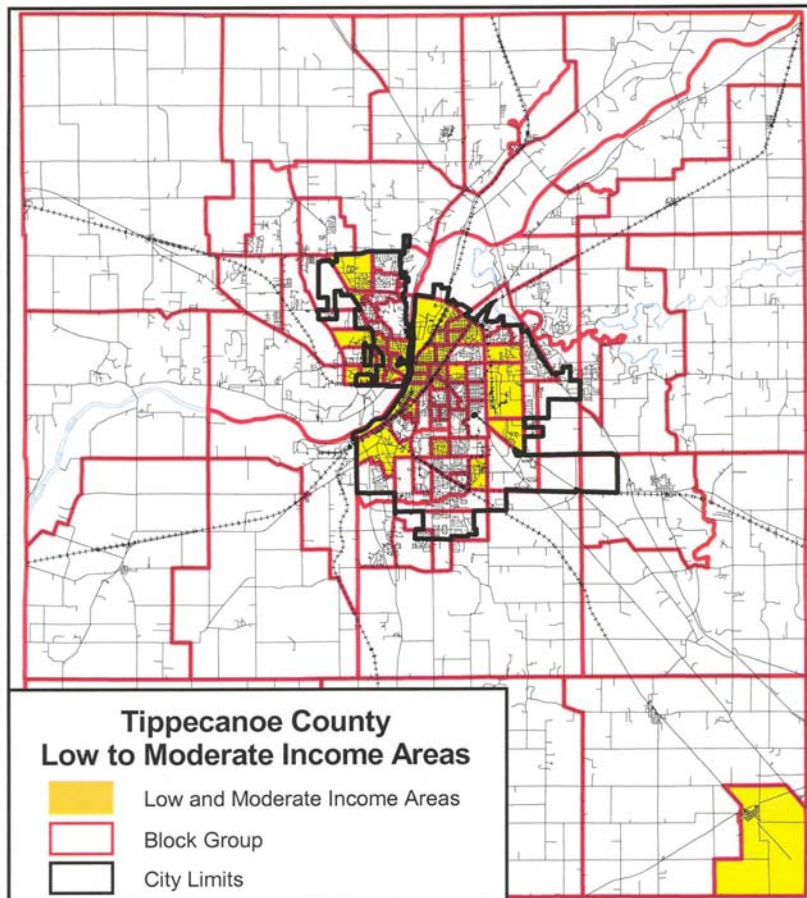 Tippecanoe County
Low to Moderate Income Areas
Low and Moderate Income Areas
Block Group
City Limits